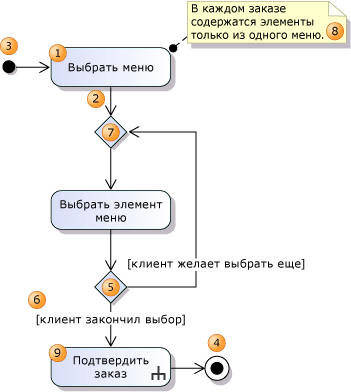 В каждом заказе
содержатся элементы
только из одного меню.
8
3
1
Выбрать меню
2
7
Выбрать элемент
меню
[клиент желает выбрать еще]
5
6
[клиент закончил выбор]
4
9
Подтвердить
заказ